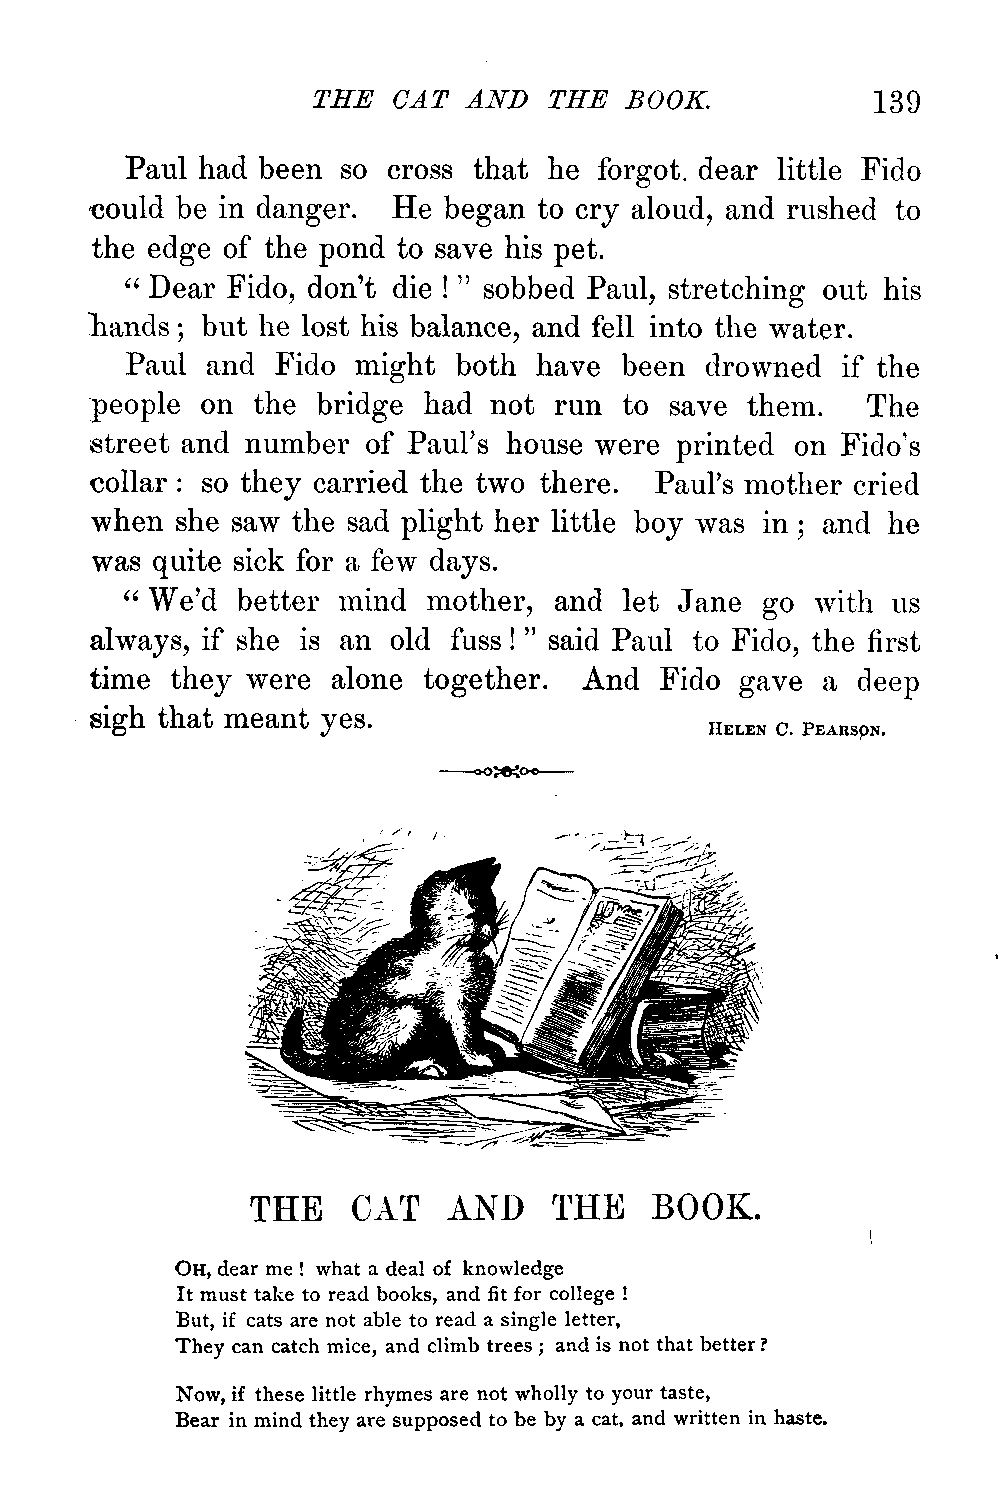 THE CAT AND THE BOOK. 139
Paul had been so cross that he forgot. dear little Fido
could be in danger. He began to cry aloud, and rushed to
the edge of the pond to save his pet.
“ Dear Fido, don’t die ! ” sobbed Paul, stretching out his
hands ; but he lost his balance, and fell into the water.
Paul and Fido might both have been drowned if the
people on the bridge had not run to save them. The
street and number of Paul’s house were printed on Fido’s
collar : so they carried the two there. Paul’s mother cried
when she saw the sad plight her little boy was in ; and he
was quite sick for a few days.
“ We’d better mind mother, and let Jane go with us
always, if she is an old fuss ! ” said Paul to Fido, the first
time they were alone together. And Fido gave a deep
sigh that meant yes.
HELEN C. PEARSON.
THE CAT AND THE BOOK.
OH, dear me ! what a deal of knowledge
It must take to read books, and fit for college !
But, if cats are not able to read a single letter,
They can catch mice, and climb trees ; and is not that better ?
Now, if these little rhymes are not wholly to your taste,
Bear in mind they are supposed to be by a cat, and written in haste.